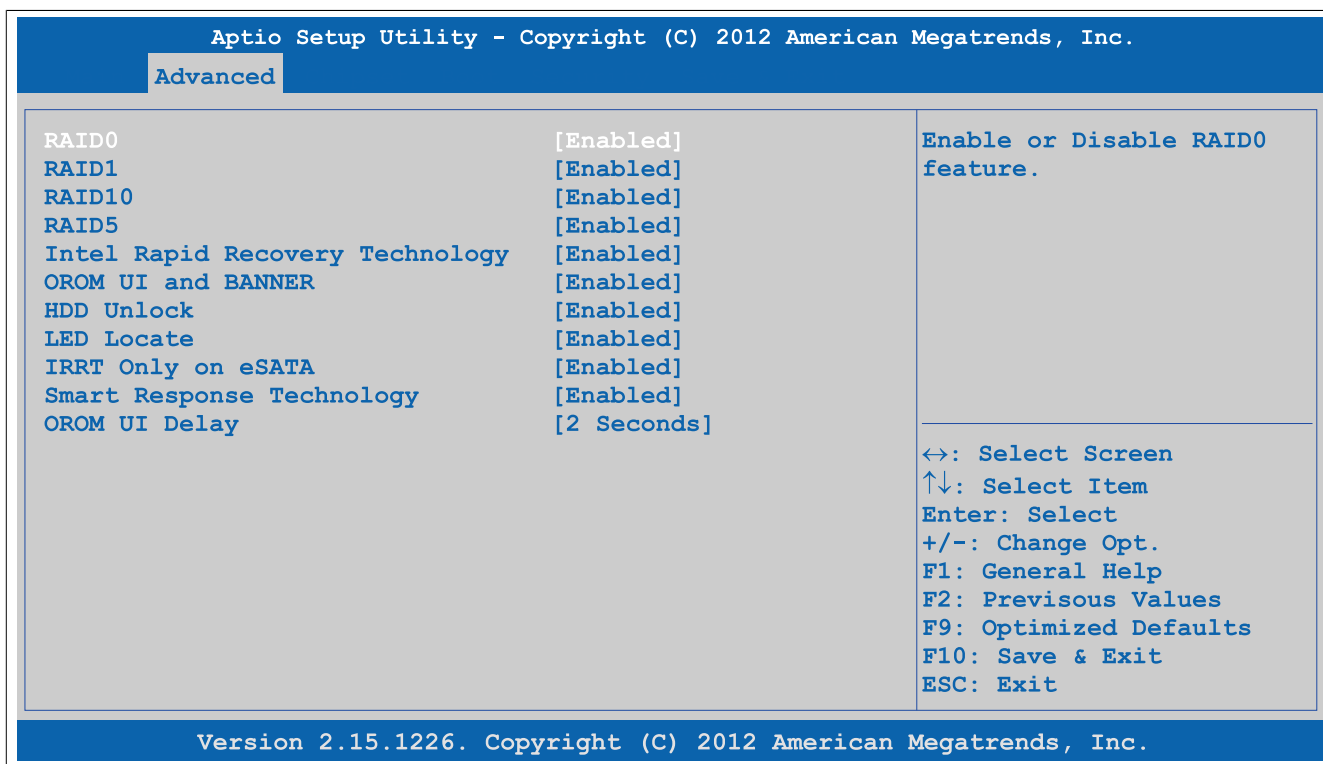 Aptio Setup Utility - Copyright (C) 2012 American Megatrends, Inc.
Advanced
RAID0 [Enabled]
RAID1 [Enabled]
RAID10 [Enabled]
RAID5 [Enabled]
Intel Rapid Recovery Technology [Enabled]
OROM UI and BANNER [Enabled]
HDD Unlock [Enabled]
LED Locate [Enabled]
IRRT Only on eSATA [Enabled]
Smart Response Technology [Enabled]
OROM UI Delay [2 Seconds]
Enable or Disable RAID0
feature.
↔: Select Screen
↑↓: Select Item
Enter: Select
+/-: Change Opt.
F1: General Help
F2: Previsous Values
F9: Optimized Defaults
F10: Save & Exit
ESC: Exit
Version 2.15.1226. Copyright (C) 2012 American Megatrends, Inc.